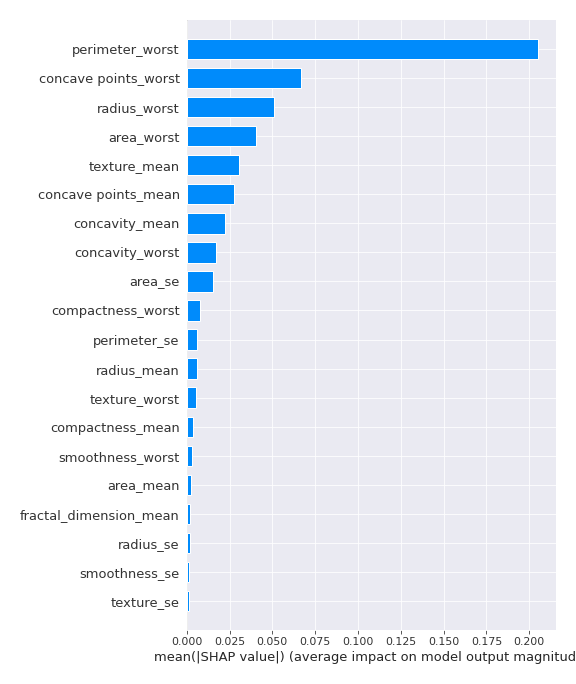 perimeter_worst
concave points_worst
radius_worst
area_worst
texture_mean
concave points_mean
concavity_mean
concavity_worst
area_se
compactness_worst
perimeter_se
radius_mean
texture_worst
compactness_mean
smoothness_worst
area_mean
fractal_dimension_mean
radius_se
smoothness_se
texture_se
0.000 0.025 0.050 0.075 0.100 0.125 0.150 0.175 0.200
mean(|SHAP value|) (average impact on model output magnitud